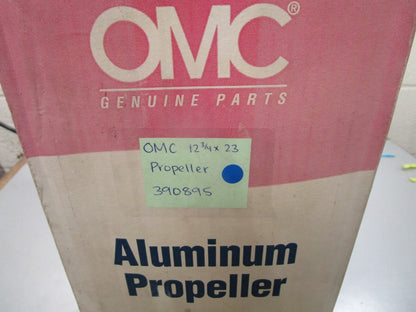 OMC®
GENUINE PARTS
OMC 12 3/4 x 23
Propeller
390895
Aluminum
Propeller